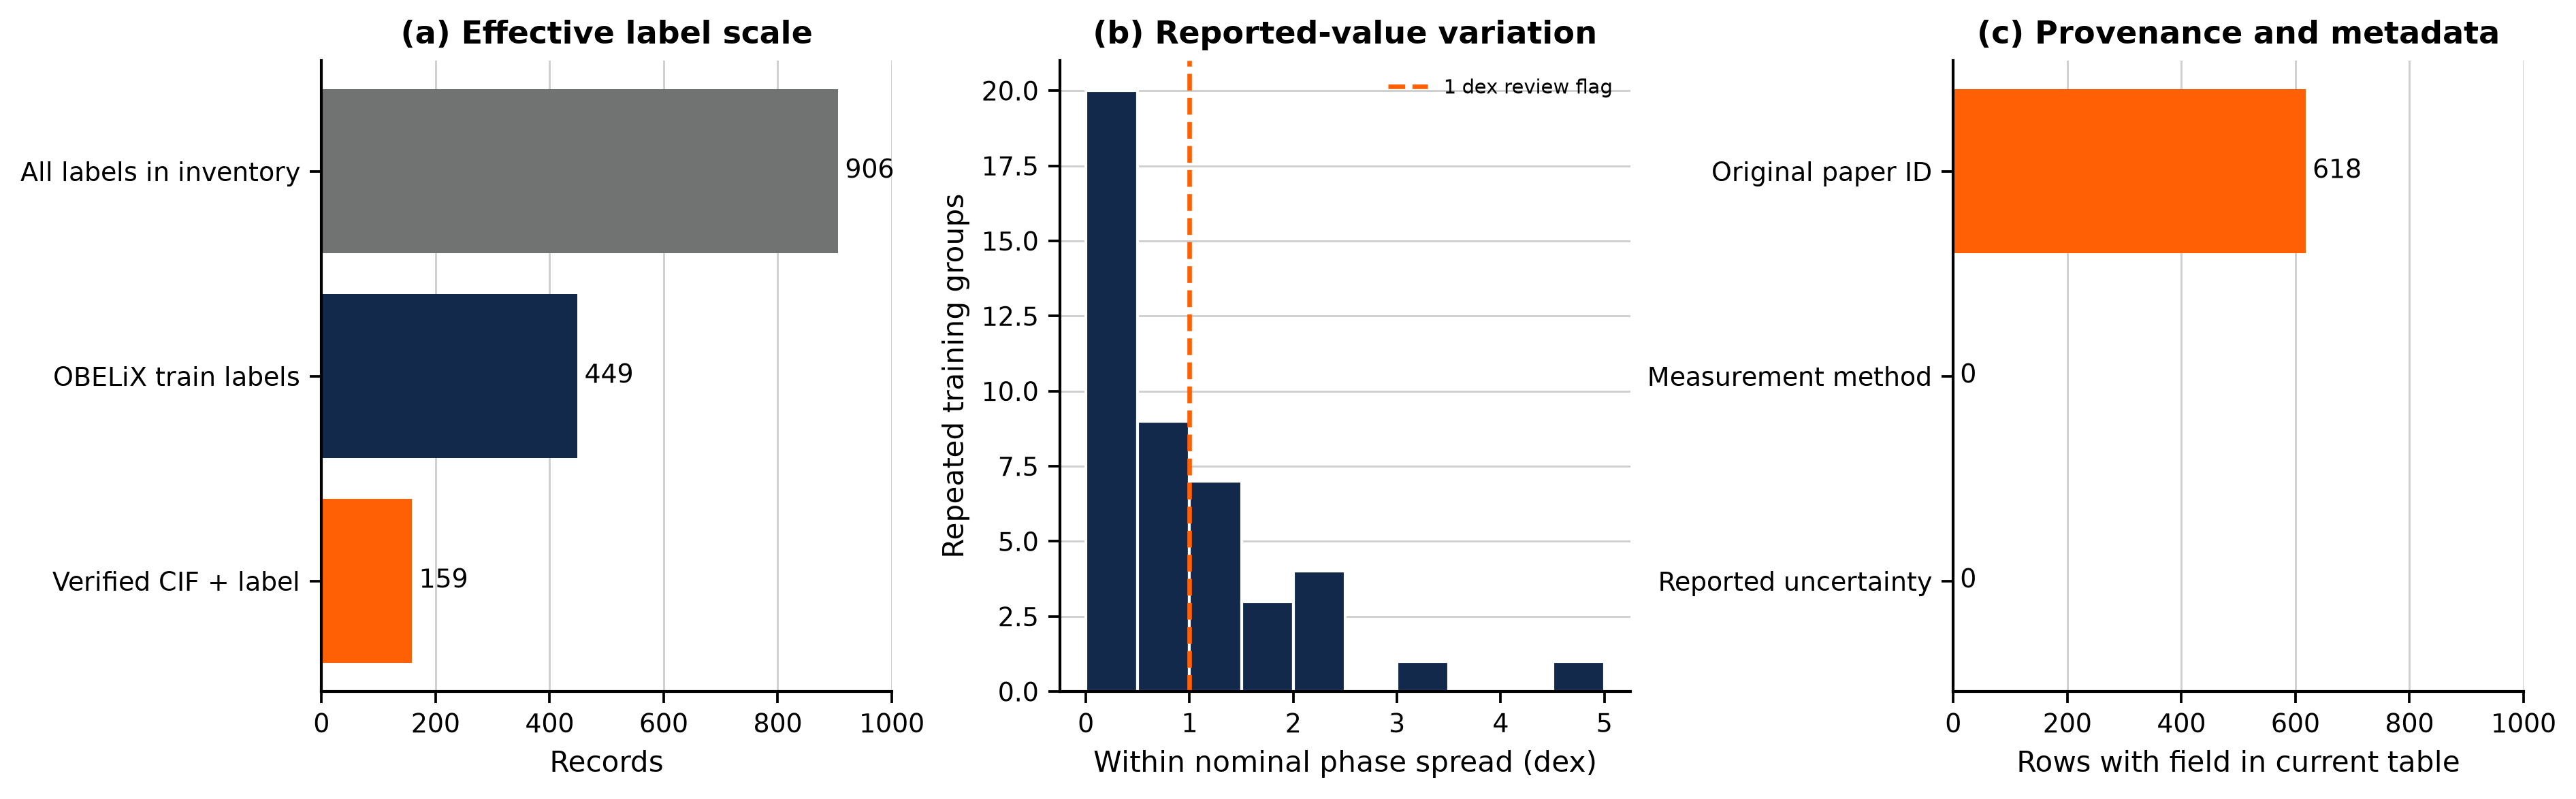 (a) Effective label scale
All labels in inventory
906
OBELiX train labels
449
Verified CIF + label
159
0 200 400 600 800 1000
Records
(b) Reported-value variation
1 dex review flag
Repeated training groups
20.0
17.5
15.0
12.5
10.0
7.5
5.0
2.5
0.0
0 1 2 3 4 5
Within nominal phase spread (dex)
(c) Provenance and metadata
Original paper ID
618
Measurement method
0
Reported uncertainty
0
0 200 400 600 800 1000
Rows with field in current table